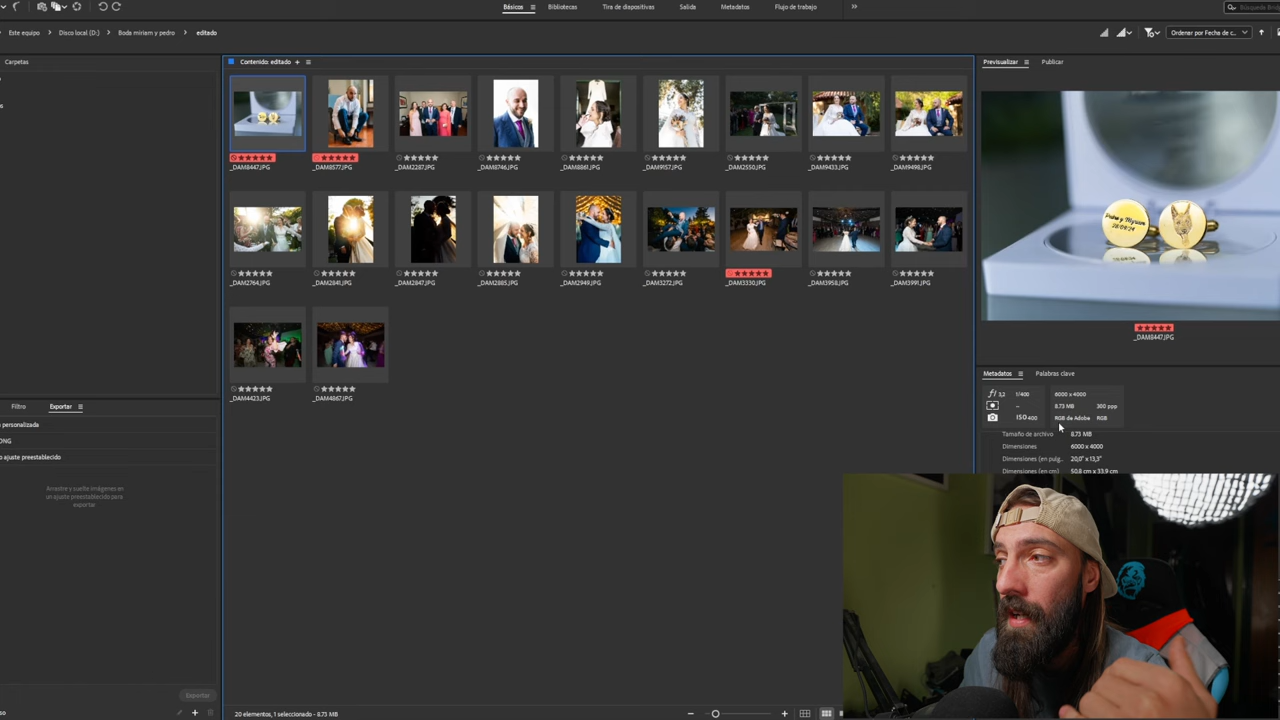 Básicos
Bibliotecas
Tira de diapositivas
Salida
Metadatos
Flujo de trabajo
Este equipo
Disco local (D:)
Boda miriam y pedro
editado
Ordenar por Fecha de c...
Carpetas
Contenido: editado
Previsualizar
Publicar
_DAM8447.JPG
_DAM8577.JPG
_DAM2287.JPG
_DAM8746.JPG
_DAM8861.JPG
_DAM9157.JPG
_DAM2550.JPG
_DAM9433.JPG
_DAM9498.JPG
_DAM2764.JPG
_DAM2841.JPG
_DAM2847.JPG
_DAM2885.JPG
_DAM2949.JPG
_DAM3272.JPG
_DAM3330.JPG
_DAM3958.JPG
_DAM3991.JPG
_DAM4423.JPG
_DAM4867.JPG
_DAM8447.JPG
Metadatos
Palabras clave
f/ 3,2 1/400
6000 x 4000
--
8.73 MB 300 ppp
ISO400
RGB de Adobe RGB
Tamaño de archivo 8.73 MB
Dimensiones 6000 x 4000
Dimensiones (en pulg... 20,0" x 13,3"
Dimensiones (en cm) 50,8 cm x 33,9 cm
Filtro
Exportar
personalizada
DNG
ajuste preestablecido
Arrastre y suelte imágenes en
un ajuste preestablecido para
exportar
Exportar
20 elementos, 1 seleccionado - 8.73 MB